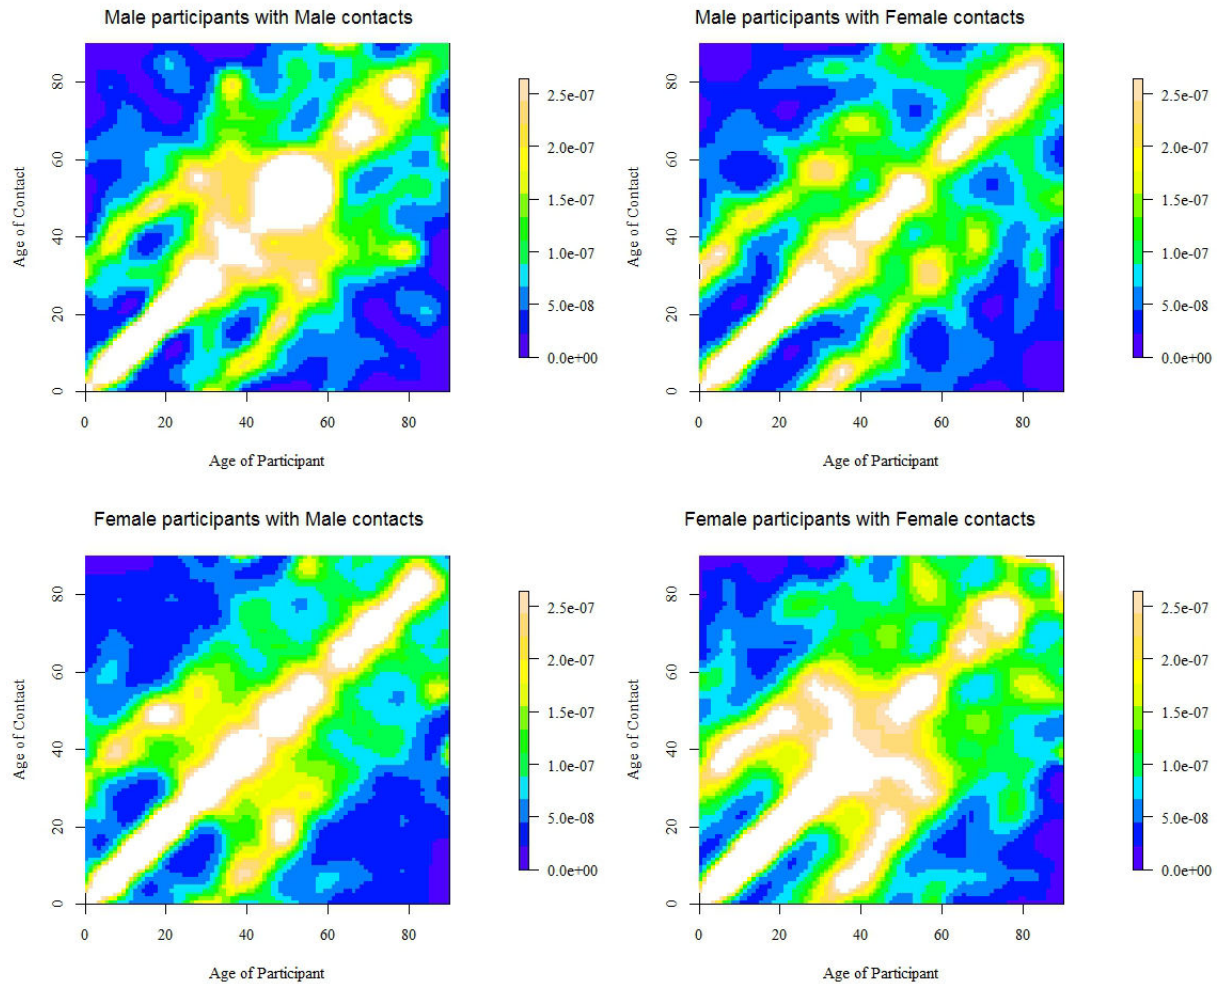 Male participants with Male contacts
Age of Contact
0 20 40 60 80
0 20 40 60 80
Age of Participant
2.5e-07
2.0e-07
1.5e-07
1.0e-07
5.0e-08
0.0e+00
Male participants with Female contacts
Age of Contact
0 20 40 60 80
0 20 40 60 80
Age of Participant
2.5e-07
2.0e-07
1.5e-07
1.0e-07
5.0e-08
0.0e+00
Female participants with Male contacts
Age of Contact
0 20 40 60 80
0 20 40 60 80
Age of Participant
2.5e-07
2.0e-07
1.5e-07
1.0e-07
5.0e-08
0.0e+00
Female participants with Female contacts
Age of Contact
0 20 40 60 80
0 20 40 60 80
Age of Participant
2.5e-07
2.0e-07
1.5e-07
1.0e-07
5.0e-08
0.0e+00